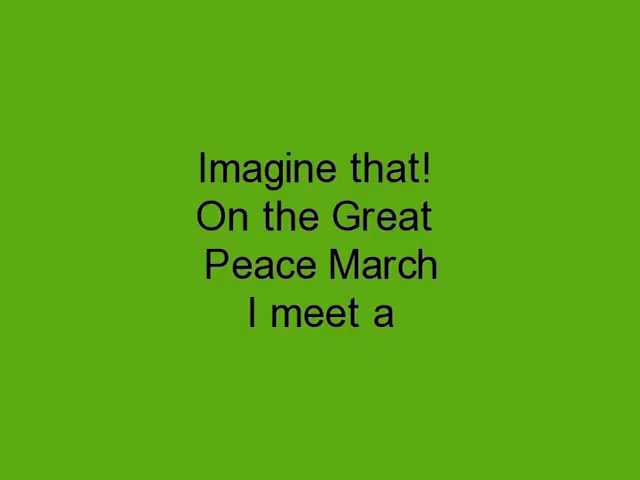 Imagine that!
On the Great
Peace March
I meet a